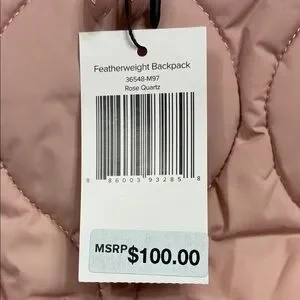 Featherweight Backpack
36548-M97
Rose Quartz
8 86003 93285 8
MSRP $100.00